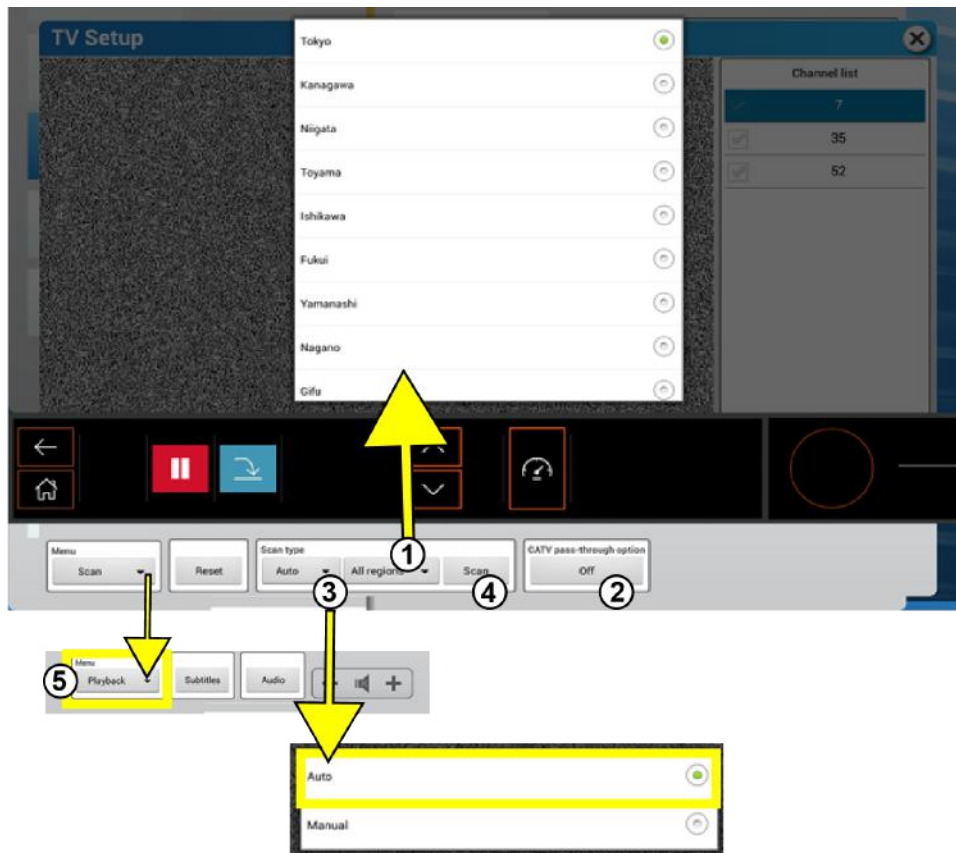 TV Setup
Tokyo
Kanagawa
Niigata
Toyama
Ishikawa
Fukui
Yamanashi
Nagano
Gifu
Channel list
7
35
52
Menu
Scan
Reset
Scan type
Auto
All regions
Scan
CATV pass-through option
Off
1
3
4
2
5
Menu
Playback
Subtitles
Audio
Auto
Manual